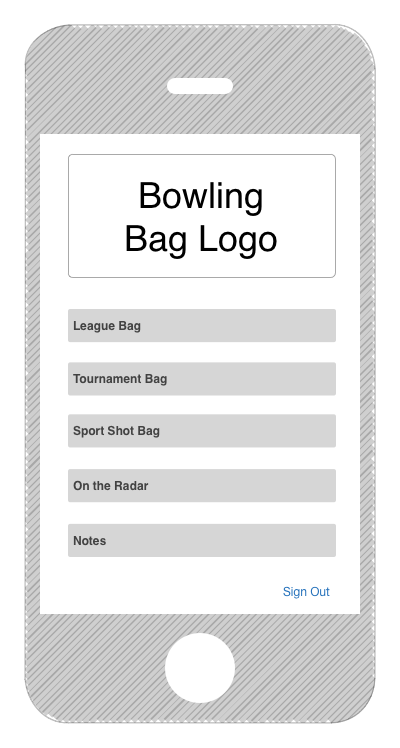 Bowling
Bag Logo
League Bag
Tournament Bag
Sport Shot Bag
On the Radar
Notes
Sign Out